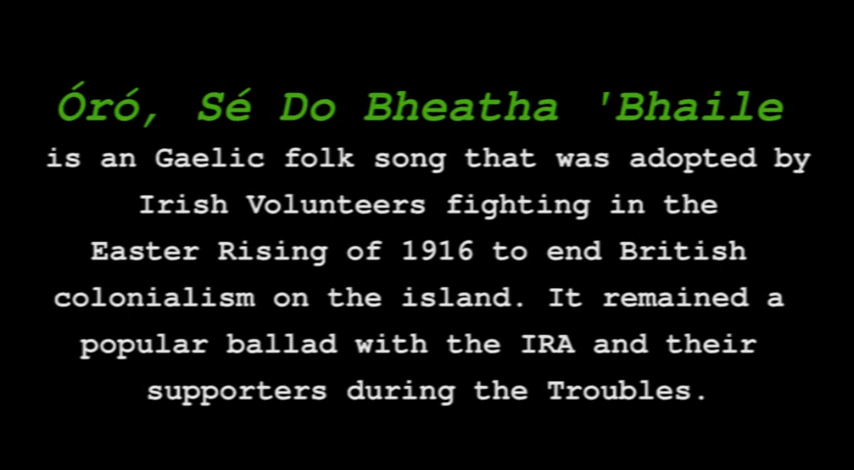 Óró, Sé Do Bheatha 'Bhaile
is an Gaelic folk song that was adopted by
Irish Volunteers fighting in the
Easter Rising of 1916 to end British
colonialism on the island. It remained a
popular ballad with the IRA and their
supporters during the Troubles.